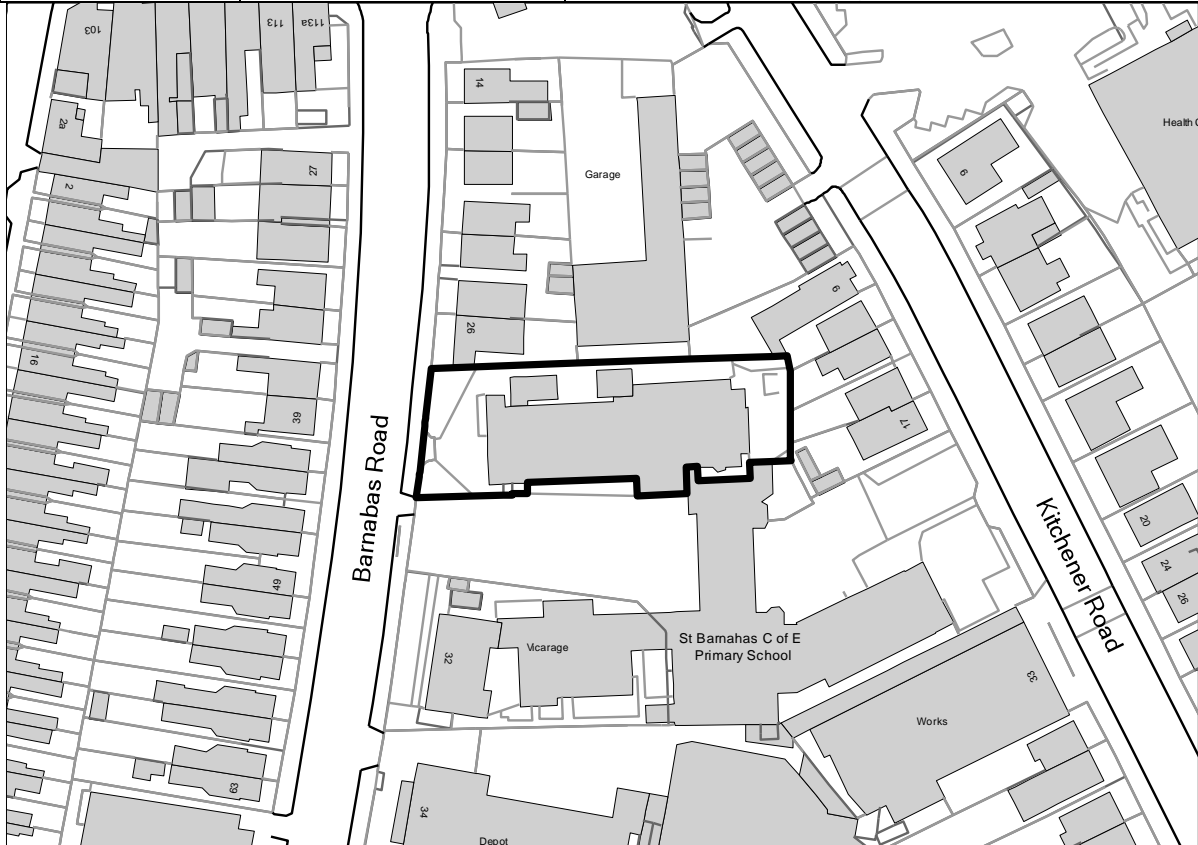 103
113
113a
2a
2
27
14
Garage
Health C
6
6
16
26
39
17
Barnabas Road
20
24
26
Kitchener Road
49
32
Vicarage
St Barnahas C of E
Primary School
33
Works
63
34
Depot